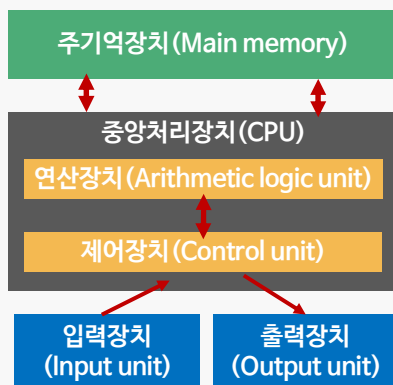 주기억장치(Main memory)
중앙처리장치(CPU)
연산장치(Arithmetic logic unit)
제어장치(Control unit)
입력장치
(Input unit)
출력장치
(Output unit)